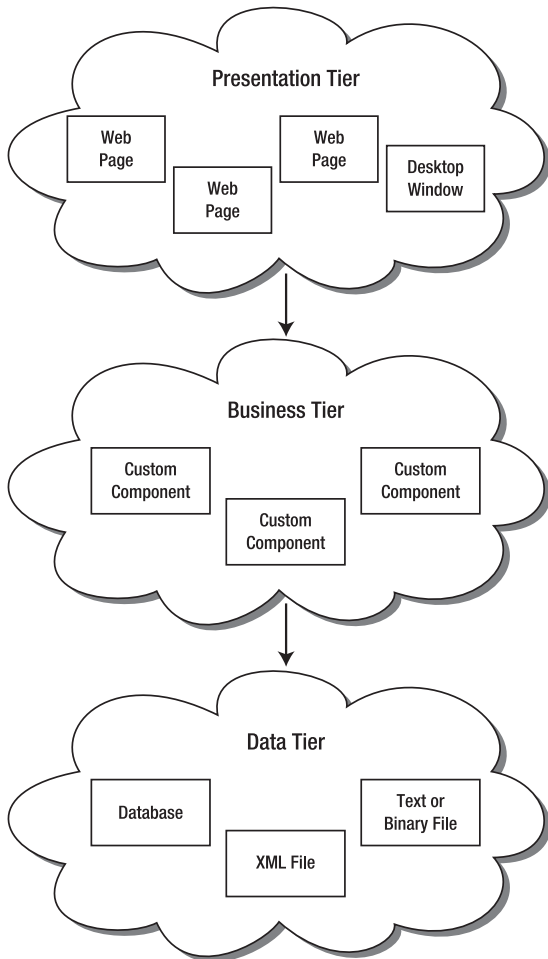 Presentation Tier
Web
Page
Web
Page
Web
Page
Desktop
Window
Business Tier
Custom
Component
Custom
Component
Custom
Component
Data Tier
Database
XML File
Text or
Binary File